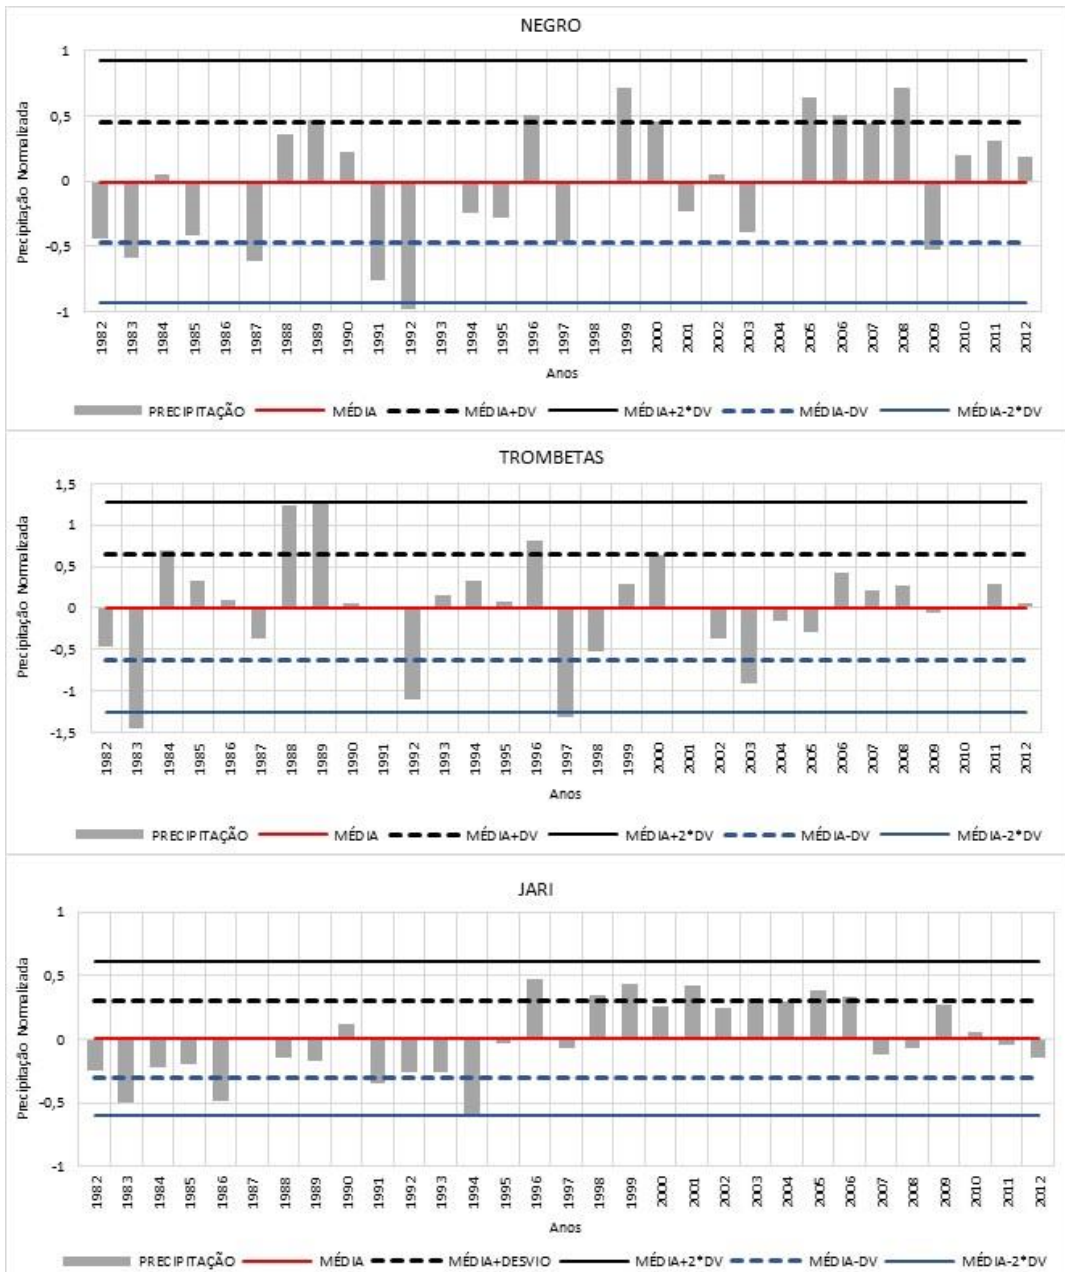 NEGRO
1
0,5
0
-0,5
-1
Precipitação Normalizada
1982 1983 1984 1985 1986 1987 1988 1989 1990 1991 1992 1993 1994 1995 1996 1997 1998 1999 2000 2001 2002 2003 2004 2005 2006 2007 2008 2009 2010 2011 2012
Anos
PRECIPITAÇÃO MÉDIA MÉDIA+DV MÉDIA+2*DV MÉDIA-DV MÉDIA-2*DV
TROMBETAS
1,5
1
0,5
0
-0,5
-1
-1,5
Precipitação Normalizada
1982 1983 1984 1985 1986 1987 1988 1989 1990 1991 1992 1993 1994 1995 1996 1997 1998 1999 2000 2001 2002 2003 2004 2005 2006 2007 2008 2009 2010 2011 2012
Anos
PRECIPITAÇÃO MÉDIA MÉDIA+DV MÉDIA+2*DV MÉDIA-DV MÉDIA-2*DV
JARI
1
0,5
0
-0,5
-1
Precipitação Normalizada
1982 1983 1984 1985 1986 1987 1988 1989 1990 1991 1992 1993 1994 1995 1996 1997 1998 1999 2000 2001 2002 2003 2004 2005 2006 2007 2008 2009 2010 2011 2012
Anos
PRECIPITAÇÃO MÉDIA MÉDIA+DESVIO MÉDIA+2*DV MÉDIA-DV MÉDIA-2*DV